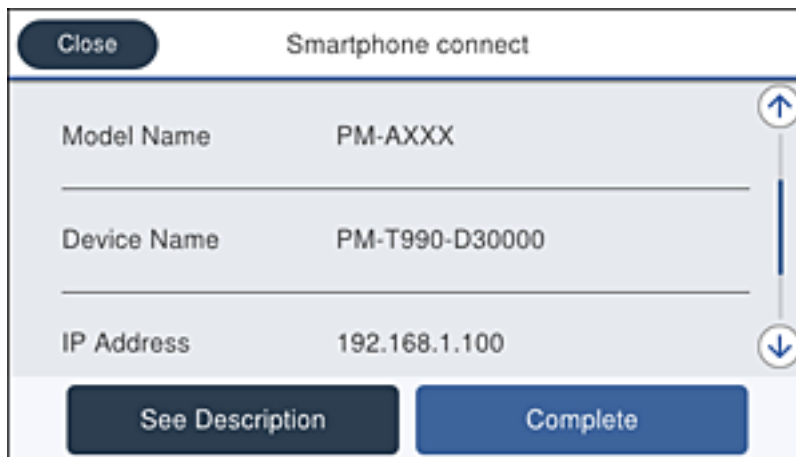 Close Smartphone connect
Model Name PM-AXXX
Device Name PM-T990-D30000
IP Address 192.168.1.100
See Description Complete